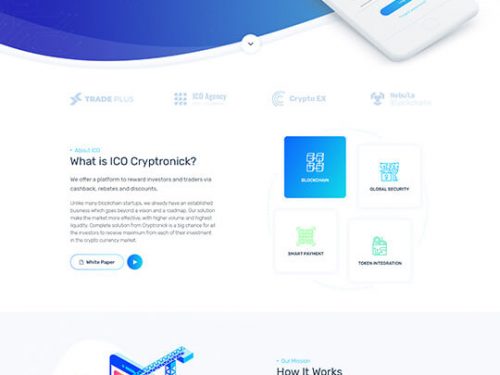 TRADE PLUS
ICO Agency
Crypto EX
Nebula
About ICO
What is ICO Cryptronick?
We offer a platform to reward investors and traders via
cashback, rebates and discounts.
Unlike many blockchain startups, we already have an established
business which goes beyond a vision and a roadmap. Our solution
make the market more effective, with higher volume and highest
liquidity. Complete solution from Cryptronick is a big chance for all
the investors to receive maximum from each of their investment
in the crypto currency market.
White Paper
BLOCKCHAIN
GLOBAL SECURITY
SMART PAYMENT
TOKEN INTEGRATION
Our Mission
How It Works